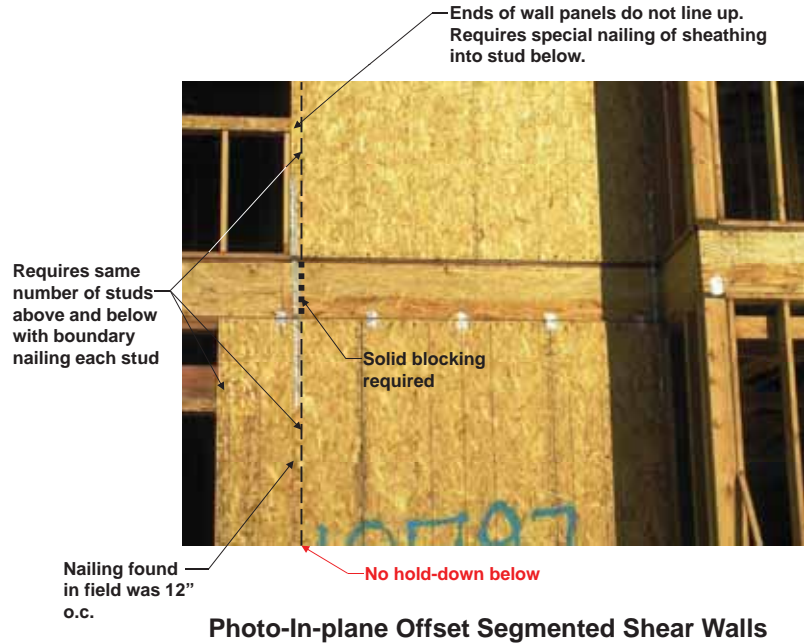 Ends of wall panels do not line up.
Requires special nailing of sheathing
into stud below.
Requires same
number of studs
above and below
with boundary
nailing each stud
Solid blocking
required
Nailing found
in field was 12”
o.c.
No hold-down below
Photo-In-plane Offset Segmented Shear Walls